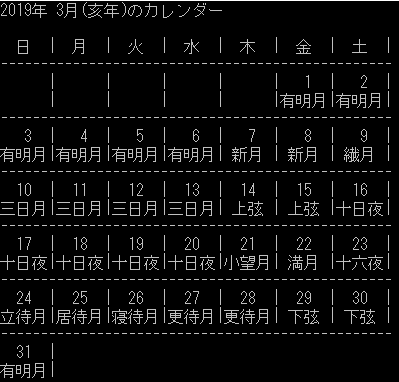 2019年 3月(亥年)のカレンダー
日 | 月 | 火 | 水 | 木 | 金 | 土 |
| | | | | 1 | 2 |
| | | | | 有明月 | 有明月 |
3 | 4 | 5 | 6 | 7 | 8 | 9 |
有明月 | 有明月 | 有明月 | 有明月 | 新月 | 新月 | 繊月 |
10 | 11 | 12 | 13 | 14 | 15 | 16 |
三日月 | 三日月 | 三日月 | 三日月 | 上弦 | 上弦 | 十日夜 |
17 | 18 | 19 | 20 | 21 | 22 | 23 |
十日夜 | 十日夜 | 十日夜 | 十日夜 | 小望月 | 満月 | 十六夜 |
24 | 25 | 26 | 27 | 28 | 29 | 30 |
立待月 | 居待月 | 寝待月 | 更待月 | 更待月 | 下弦 | 下弦 |
31 |
有明月 |